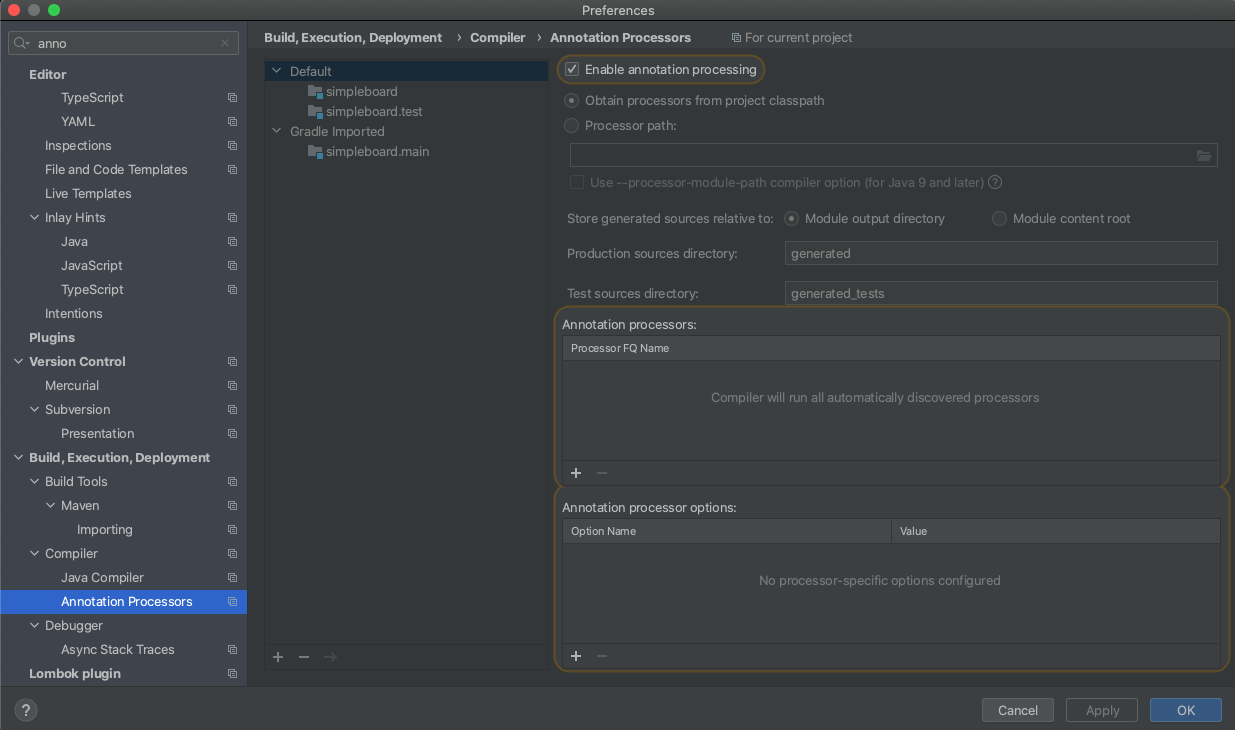 Preferences
anno
Editor
TypeScript
YAML
Inspections
File and Code Templates
Live Templates
Inlay Hints
Java
JavaScript
TypeScript
Intentions
Plugins
Version Control
Mercurial
Subversion
Presentation
Build, Execution, Deployment
Build Tools
Maven
Importing
Compiler
Java Compiler
Annotation Processors
Debugger
Async Stack Traces
Lombok plugin
Build, Execution, Deployment › Compiler › Annotation Processors For current project
Default
simpleboard
simpleboard.test
Gradle Imported
simpleboard.main
Enable annotation processing
Obtain processors from project classpath
Processor path:
Use --processor-module-path compiler option (for Java 9 and later) ?
Store generated sources relative to: Module output directory Module content root
Production sources directory: generated
Test sources directory: generated_tests
Annotation processors:
Processor FQ Name
Compiler will run all automatically discovered processors
Annotation processor options:
Option Name Value
No processor-specific options configured
? Cancel Apply OK